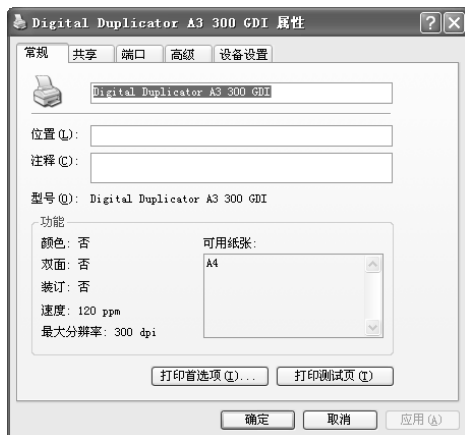 Digital Duplicator A3 300 GDI 属性
常规 共享 端口 高级 设备设置
Digital Duplicator A3 300 GDI
位置(L):
注释(C):
型号(O): Digital Duplicator A3 300 GDI
功能
颜色: 否
可用纸张:
双面: 否
A4
装订: 否
速度: 120 ppm
最大分辨率: 300 dpi
打印首选项(I)... 打印测试页(T)
确定 取消 应用(A)